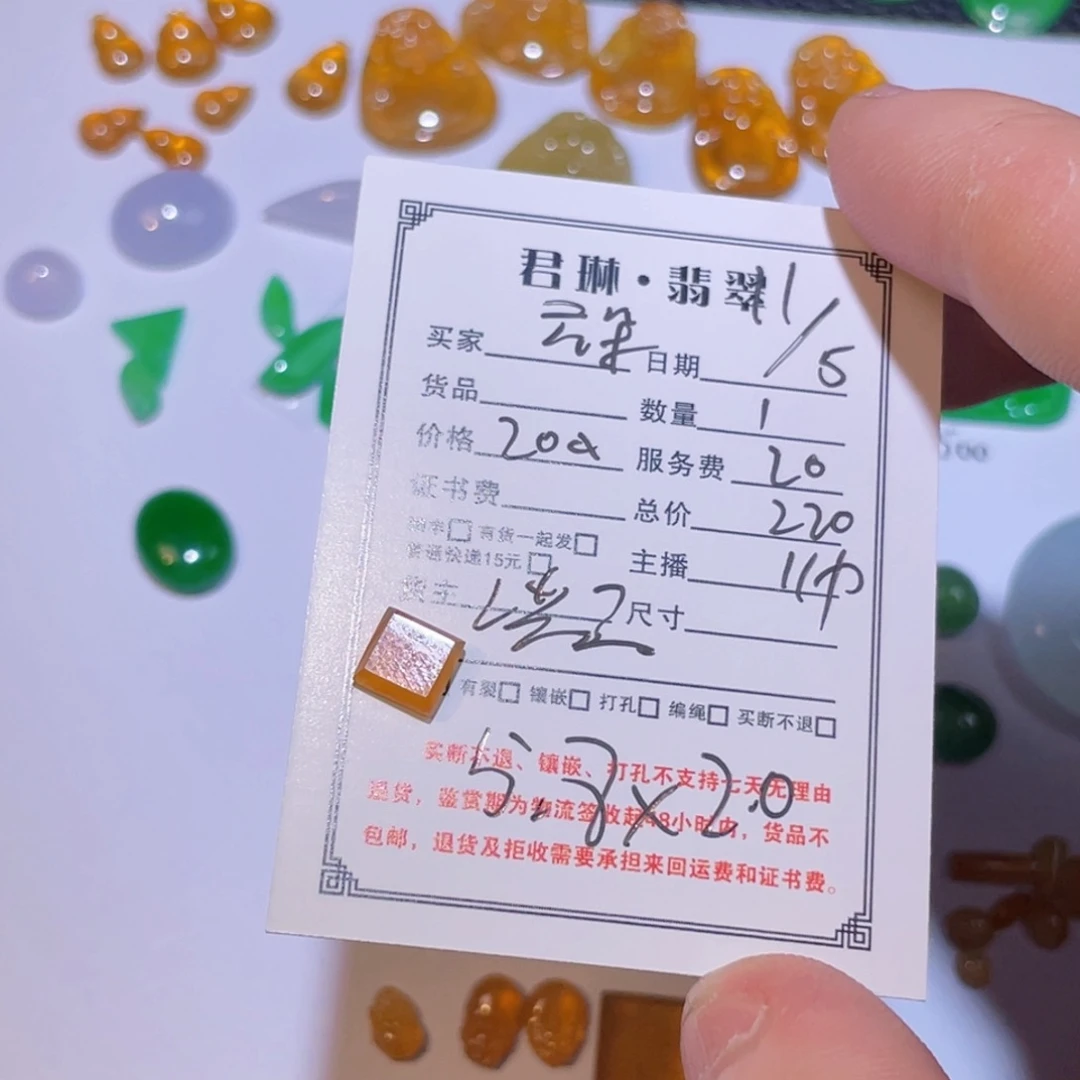 君琳·翡翠
买家 日期 1/5
货品 数量 1
价格 200 服务费 20
证书费 总价 220
有货一起发
普通快递15元 主播
货主 尺寸
有裂 镶嵌 打孔 编绳 买断不退
买断不退、镶嵌、打孔不支持七天无理由
退货，鉴赏期为物流签收起48小时内，货品不
包邮，退货及拒收需要承担来回运费和证书费。
500